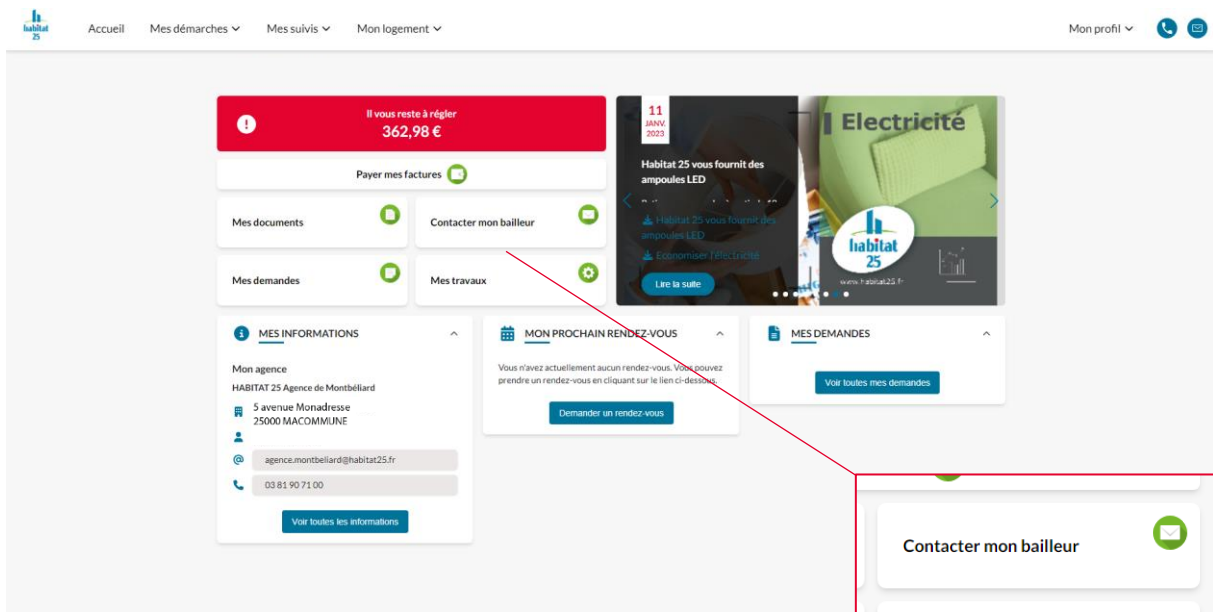 habitat
25
Accueil
Mes démarches
Mes suivis
Mon logement
Mon profil
Il vous reste à régler
362,98 €
Payer mes factures
Mes documents
Contacter mon bailleur
Mes demandes
Mes travaux
11
JANV.
2023
Electricité
Habitat 25 vous fournit des
ampoules LED
Habitat 25 vous fournit des
ampoules LED
Economiser l'électricité
Lire la suite
habitat
25
www.habitat25.fr
MES INFORMATIONS
Mon agence
HABITAT 25 Agence de Montbéliard
5 avenue Monadresse
25000 MACOMMUNE
agence.montbeliard@habitat25.fr
03 81 90 71 00
Voir toutes les informations
MON PROCHAIN RENDEZ-VOUS
Vous n'avez actuellement aucun rendez-vous. Vous pouvez
prendre un rendez-vous en cliquant sur le lien ci-dessous.
Demander un rendez-vous
MES DEMANDES
Voir toutes mes demandes
Contacter mon bailleur